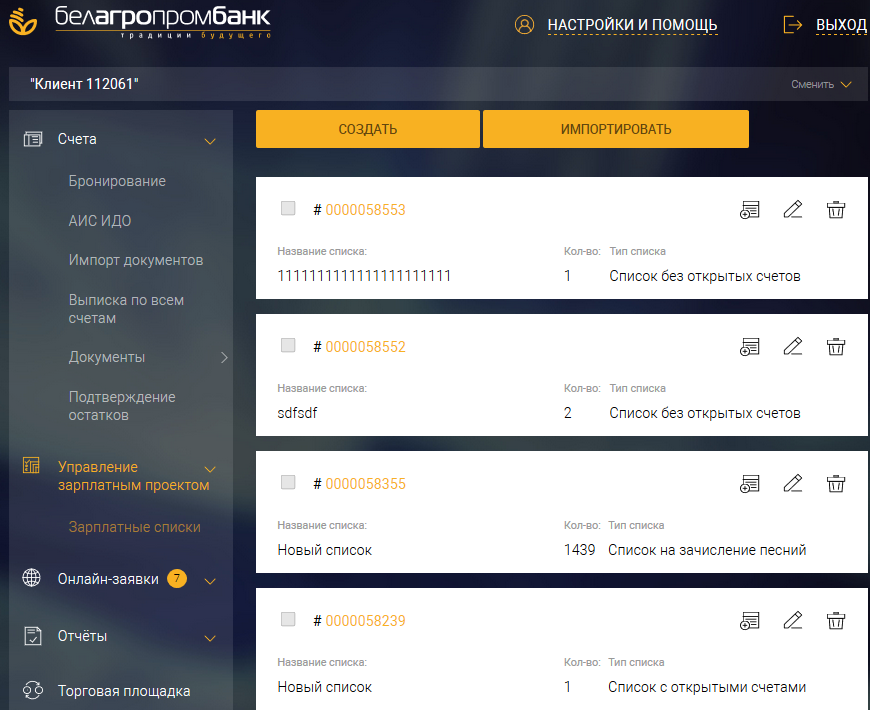 белагропромбанк
традиции будущего
НАСТРОЙКИ И ПОМОЩЬ
ВЫХОД
"Клиент 112061"
Сменить
Счета
Бронирование
АИС ИДО
Импорт документов
Выписка по всем
счетам
Документы
Подтверждение
остатков
Управление
зарплатным проектом
Зарплатные списки
Онлайн-заявки 7
Отчёты
Торговая площадка
СОЗДАТЬ
ИМПОРТИРОВАТЬ
# 0000058553
Название списка: Кол-во: Тип списка
1111111111111111111111 1 Список без открытых счетов
# 0000058552
Название списка: Кол-во: Тип списка
sdfsdf 2 Список без открытых счетов
# 0000058355
Название списка: Кол-во: Тип списка
Новый список 1439 Список на зачисление песний
# 0000058239
Название списка: Кол-во: Тип списка
Новый список 1 Список с открытыми счетами